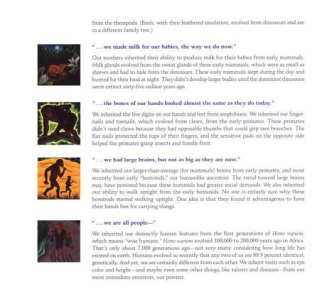 from the therapsids. (Birds, with their feathered insulation, evolved from dinosaurs and are
in a different family tree.)
" . . . we made milk for our babies, the way we do now."
Our mothers inherited their ability to produce milk for their babies from early mammals.
Milk glands evolved from the sweat glands of these early mammals, which were as small as
shrews and had to hide from the dinosaurs. These early mammals slept during the day and
hunted for their food at night. They didn't develop larger bodies until the dominant dinosaurs
went extinct sixty-five million years ago.
" . . . the bones of our hands looked almost the same as they do today."
We inherited the five digits on our hands and feet from amphibians. We inherited our finger-
nails and toenails, which evolved from claws, from the early primates. These primates
didn't need claws because they had opposable thumbs that could grip tree branches. The
flat nails protected the tops of their fingers, and the sensitive pads on the opposite side
helped the primates grasp insects and handle fruit.
" . . . we had large brains, but not as big as they are now."
We inherited our larger-than-average (for mammals) brains from early primates, and most
recently from early "hominids," our humanlike ancestors. The trend toward large brains
may have persisted because these hominids had greater social demands. We also inherited
our ability to walk upright from the early hominids. No one is entirely sure why these
hominids started walking upright. One idea is that they found it advantageous to have
their hands free for carrying things.
" . . . we are all people—"
We inherited our distinctly human features from the first generations of Homo sapiens,
which means "wise humans." Homo sapiens evolved 100,000 to 200,000 years ago in Africa.
That's only about 7,000 generations ago—not very many considering how long life has
existed on earth. Humans evolved so recently that any two of us are 99.9 percent identical,
genetically. And yet, we are certainly different from each other. We inherit traits such as eye
color and height—and maybe even some other things, like talents and diseases—from our
most immediate ancestors, our parents.